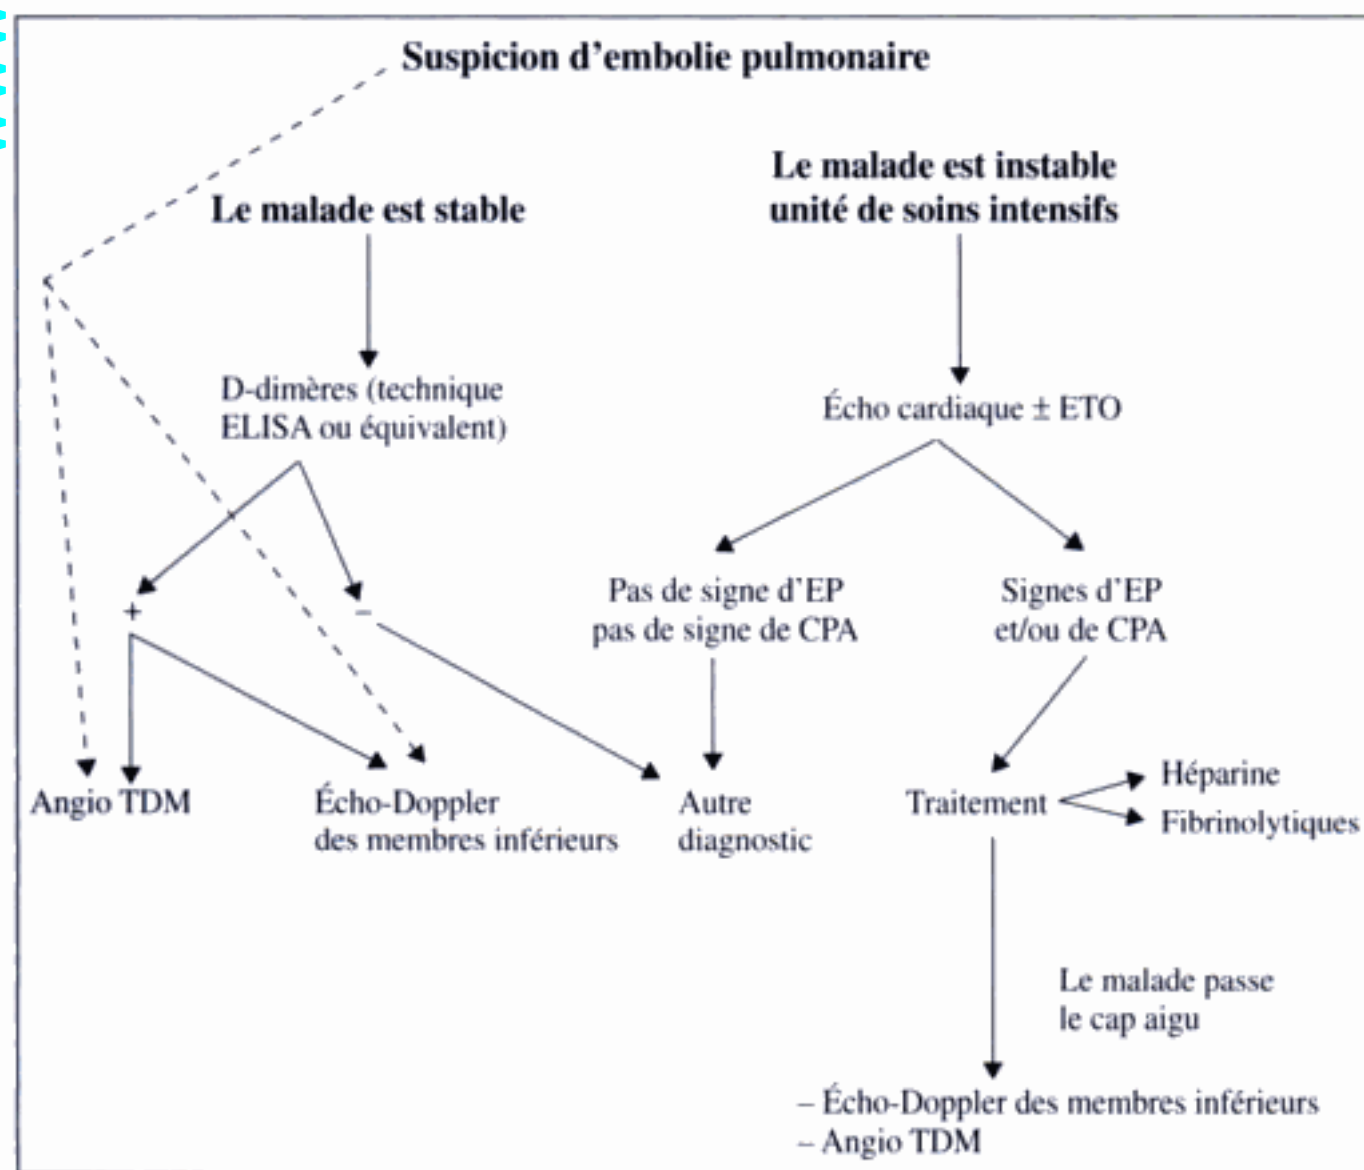 Suspicion d'embolie pulmonaire
Le malade est stable
Le malade est instable
unité de soins intensifs
D-dimères (technique
ELISA ou équivalent)
Écho cardiaque ± ETO
+
–
Pas de signe d'EP
pas de signe de CPA
Signes d'EP
et/ou de CPA
Angio TDM
Écho-Doppler
des membres inférieurs
Autre
diagnostic
Traitement
Héparine
Fibrinolytiques
Le malade passe
le cap aigu
– Écho-Doppler des membres inférieurs
– Angio TDM